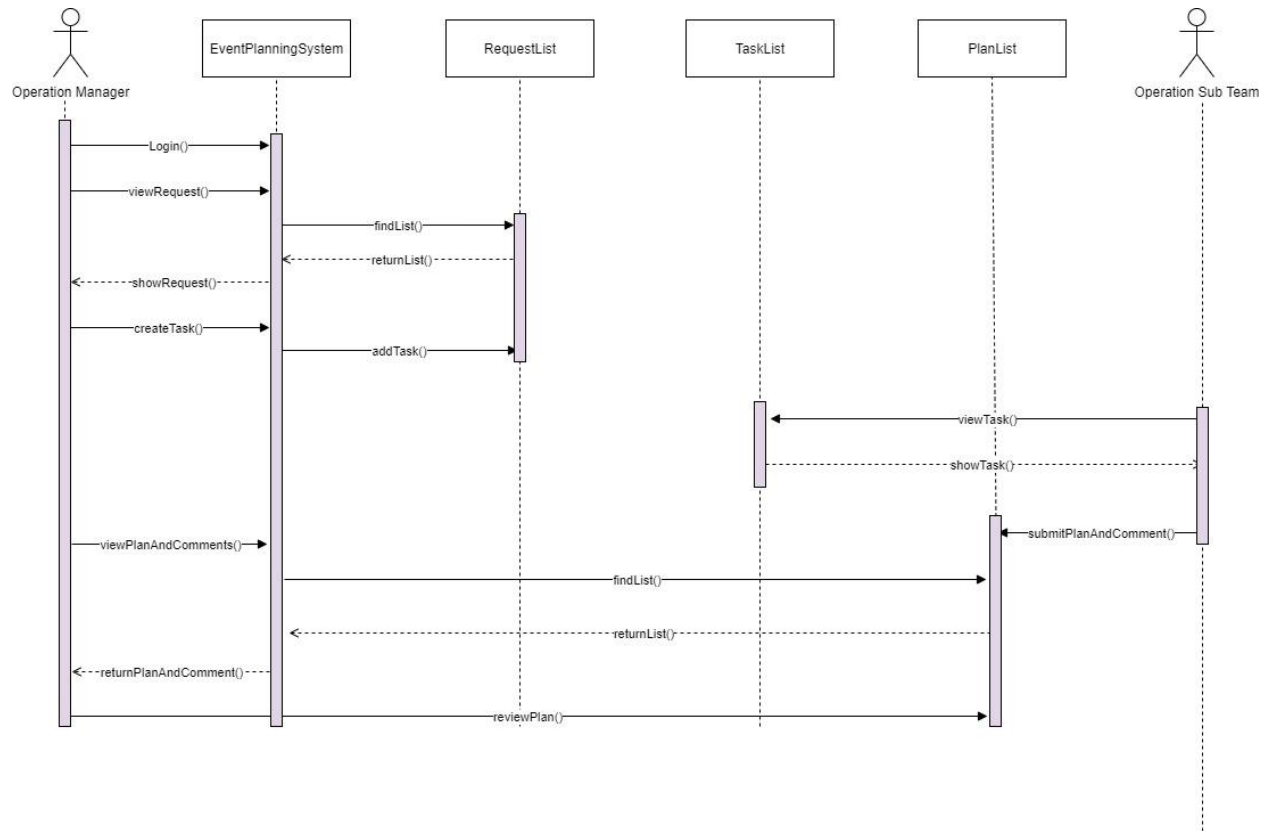 EventPlanningSystem
RequestList
TaskList
PlanList
Operation Manager
Operation Sub Team
Login()
viewRequest()
findList()
returnList()
showRequest()
createTask()
addTask()
viewTask()
showTask()
submitPlanAndComment()
viewPlanAndComments()
findList()
returnList()
returnPlanAndComment()
reviewPlan()